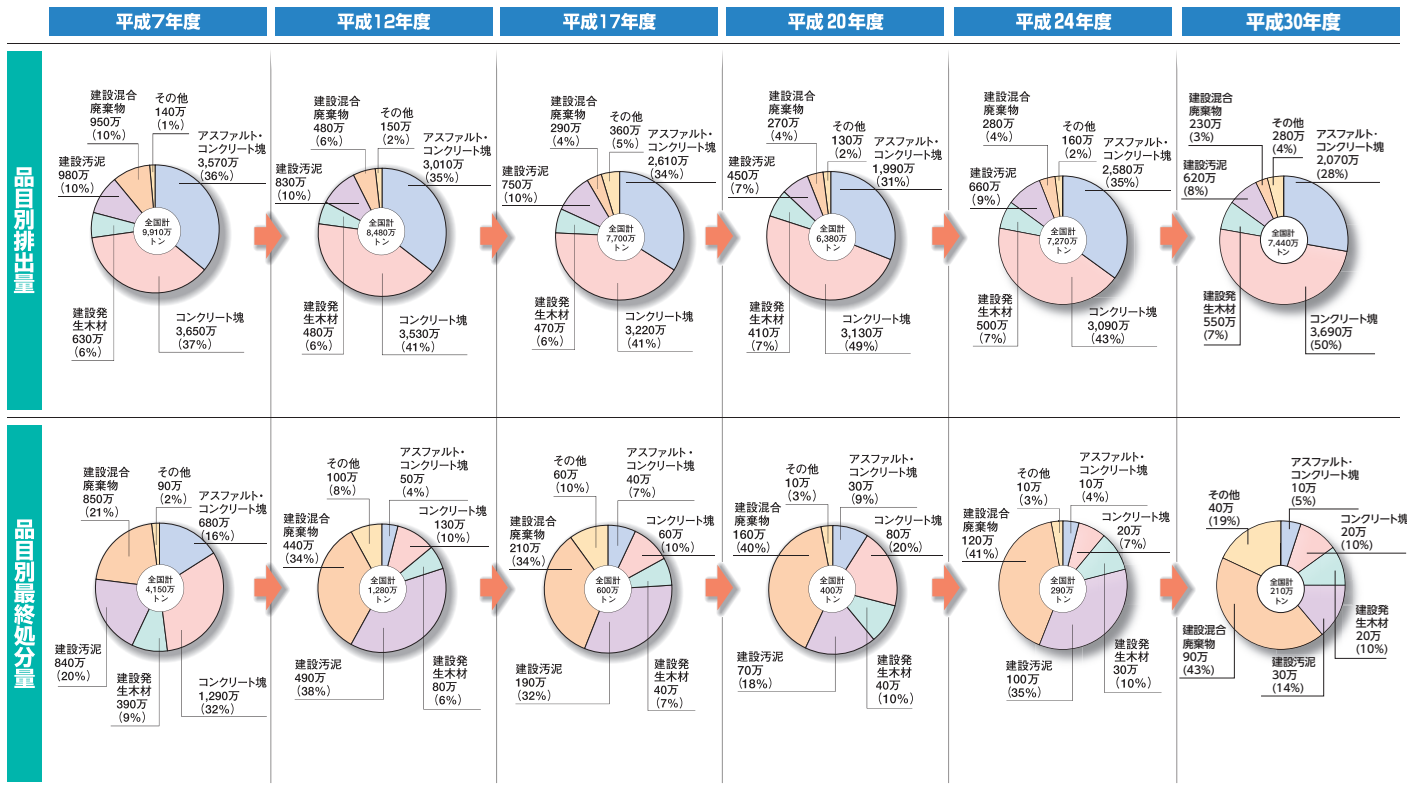 平成7年度
平成12年度
平成17年度
平成20年度
平成24年度
平成30年度
品目別排出量
建設混合
廃棄物
950万
(10%)
その他
140万
(1%)
アスファルト・
コンクリート塊
3,570万
(36%)
建設汚泥
980万
(10%)
全国計
9,910万
トン
建設発
生木材
630万
(6%)
コンクリート塊
3,650万
(37%)
建設混合
廃棄物
480万
(6%)
その他
150万
(2%)
アスファルト・
コンクリート塊
3,010万
(35%)
建設汚泥
830万
(10%)
全国計
8,480万
トン
建設発
生木材
480万
(6%)
コンクリート塊
3,530万
(41%)
建設混合
廃棄物
290万
(4%)
その他
360万
(5%)
アスファルト・
コンクリート塊
2,610万
(34%)
建設汚泥
750万
(10%)
全国計
7,700万
トン
建設発
生木材
470万
(6%)
コンクリート塊
3,220万
(41%)
建設混合
廃棄物
270万
(4%)
その他
130万
(2%)
アスファルト・
コンクリート塊
1,990万
(31%)
建設汚泥
450万
(7%)
全国計
6,380万
トン
建設発
生木材
410万
(7%)
コンクリート塊
3,130万
(49%)
建設混合
廃棄物
280万
(4%)
その他
160万
(2%)
アスファルト・
コンクリート塊
2,580万
(35%)
建設汚泥
660万
(9%)
全国計
7,270万
トン
建設発
生木材
500万
(7%)
コンクリート塊
3,090万
(43%)
建設混合
廃棄物
230万
(3%)
その他
280万
(4%)
アスファルト・
コンクリート塊
2,070万
(28%)
建設汚泥
620万
(8%)
全国計
7,440万
トン
建設発
生木材
550万
(7%)
コンクリート塊
3,690万
(50%)
品目別最終処分量
建設混合
廃棄物
850万
(21%)
その他
90万
(2%)
アスファルト・
コンクリート塊
680万
(16%)
全国計
4,150万
トン
建設汚泥
840万
(20%)
建設発
生木材
390万
(9%)
コンクリート塊
1,290万
(32%)
その他
100万
(8%)
アスファルト・
コンクリート塊
50万
(4%)
コンクリート塊
130万
(10%)
建設混合
廃棄物
440万
(34%)
全国計
1,280万
トン
建設汚泥
490万
(38%)
建設発
生木材
80万
(6%)
その他
60万
(10%)
アスファルト・
コンクリート塊
40万
(7%)
コンクリート塊
60万
(10%)
建設混合
廃棄物
210万
(34%)
全国計
600万
トン
建設汚泥
190万
(32%)
建設発
生木材
40万
(7%)
その他
10万
(3%)
アスファルト・
コンクリート塊
30万
(9%)
コンクリート塊
80万
(20%)
建設混合
廃棄物
160万
(40%)
全国計
400万
トン
建設汚泥
70万
(18%)
建設発
生木材
40万
(10%)
その他
10万
(3%)
アスファルト・
コンクリート塊
10万
(4%)
コンクリート塊
20万
(7%)
建設混合
廃棄物
120万
(41%)
全国計
290万
トン
建設汚泥
100万
(35%)
建設発
生木材
30万
(10%)
その他
40万
(19%)
アスファルト・
コンクリート塊
10万
(5%)
コンクリート塊
20万
(10%)
全国計
210万
トン
建設発
生木材
20万
(10%)
建設混合
廃棄物
90万
(43%)
建設汚泥
30万
(14%)